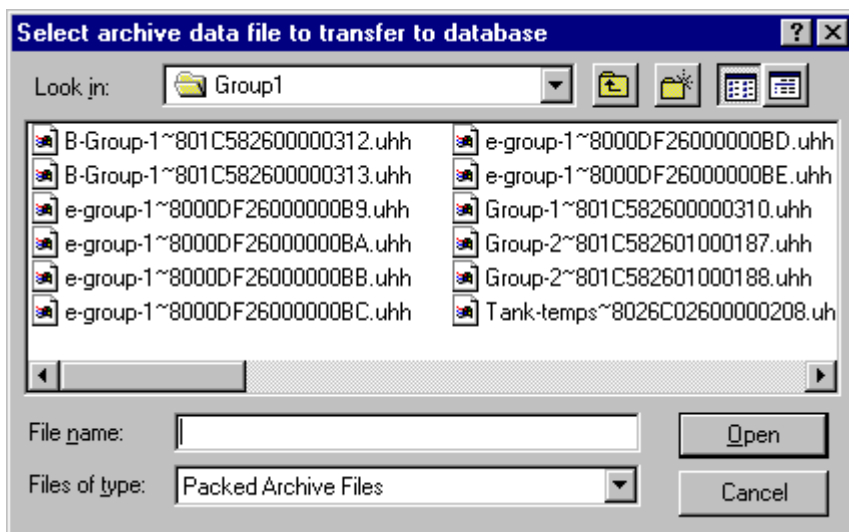 Select archive data file to transfer to database
Look in: Group1
B-Group-1~801C582600000312.uhh
B-Group-1~801C582600000313.uhh
e-group-1~8000DF26000000B9.uhh
e-group-1~8000DF26000000BA.uhh
e-group-1~8000DF26000000BB.uhh
e-group-1~8000DF26000000BC.uhh
e-group-1~8000DF26000000BD.uhh
e-group-1~8000DF26000000BE.uhh
Group-1~801C582600000310.uhh
Group-2~801C582601000187.uhh
Group-2~801C582601000188.uhh
Tank-temps~8026C02600000208.uh
File name:
Open
Files of type: Packed Archive Files
Cancel